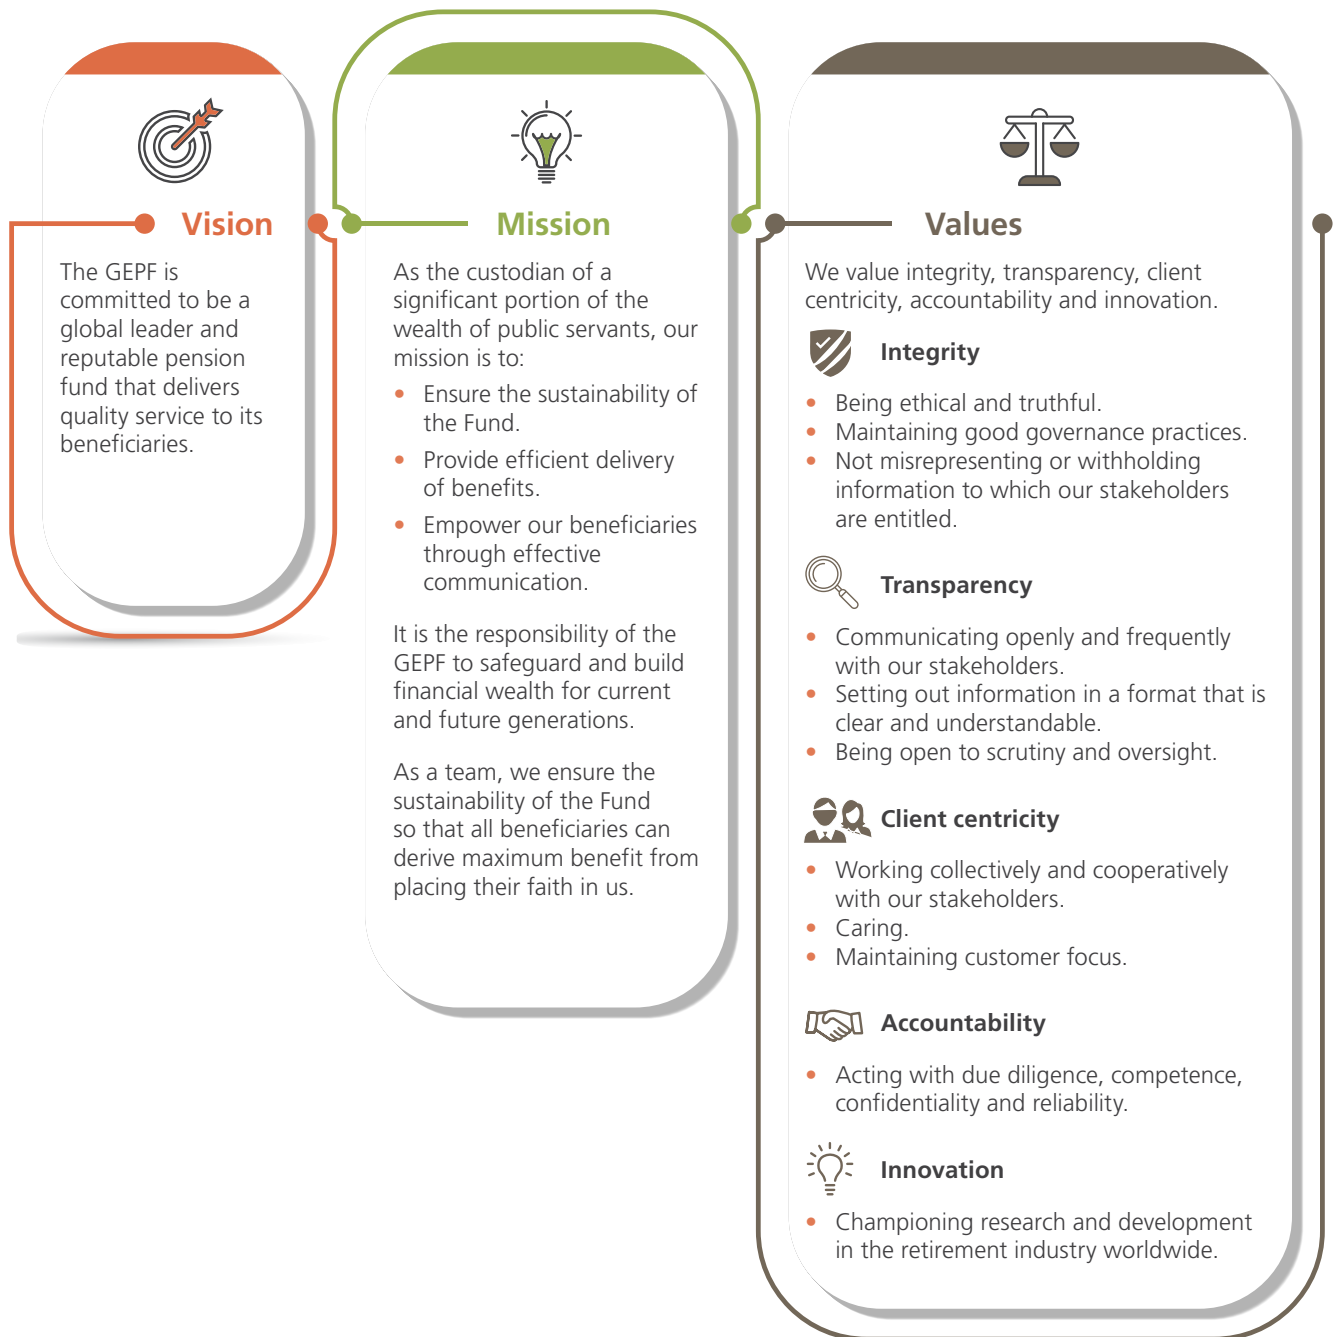 Vision
The GEPF is
committed to be a
global leader and
reputable pension
fund that delivers
quality service to its
beneficiaries.
Mission
As the custodian of a
significant portion of the
wealth of public servants, our
mission is to:
• Ensure the sustainability of
the Fund.
• Provide efficient delivery
of benefits.
• Empower our beneficiaries
through effective
communication.
It is the responsibility of the
GEPF to safeguard and build
financial wealth for current
and future generations.
As a team, we ensure the
sustainability of the Fund
so that all beneficiaries can
derive maximum benefit from
placing their faith in us.
Values
We value integrity, transparency, client
centricity, accountability and innovation.
Integrity
• Being ethical and truthful.
• Maintaining good governance practices.
• Not misrepresenting or withholding
information to which our stakeholders
are entitled.
Transparency
• Communicating openly and frequently
with our stakeholders.
• Setting out information in a format that is
clear and understandable.
• Being open to scrutiny and oversight.
Client centricity
• Working collectively and cooperatively
with our stakeholders.
• Caring.
• Maintaining customer focus.
Accountability
• Acting with due diligence, competence,
confidentiality and reliability.
Innovation
• Championing research and development
in the retirement industry worldwide.